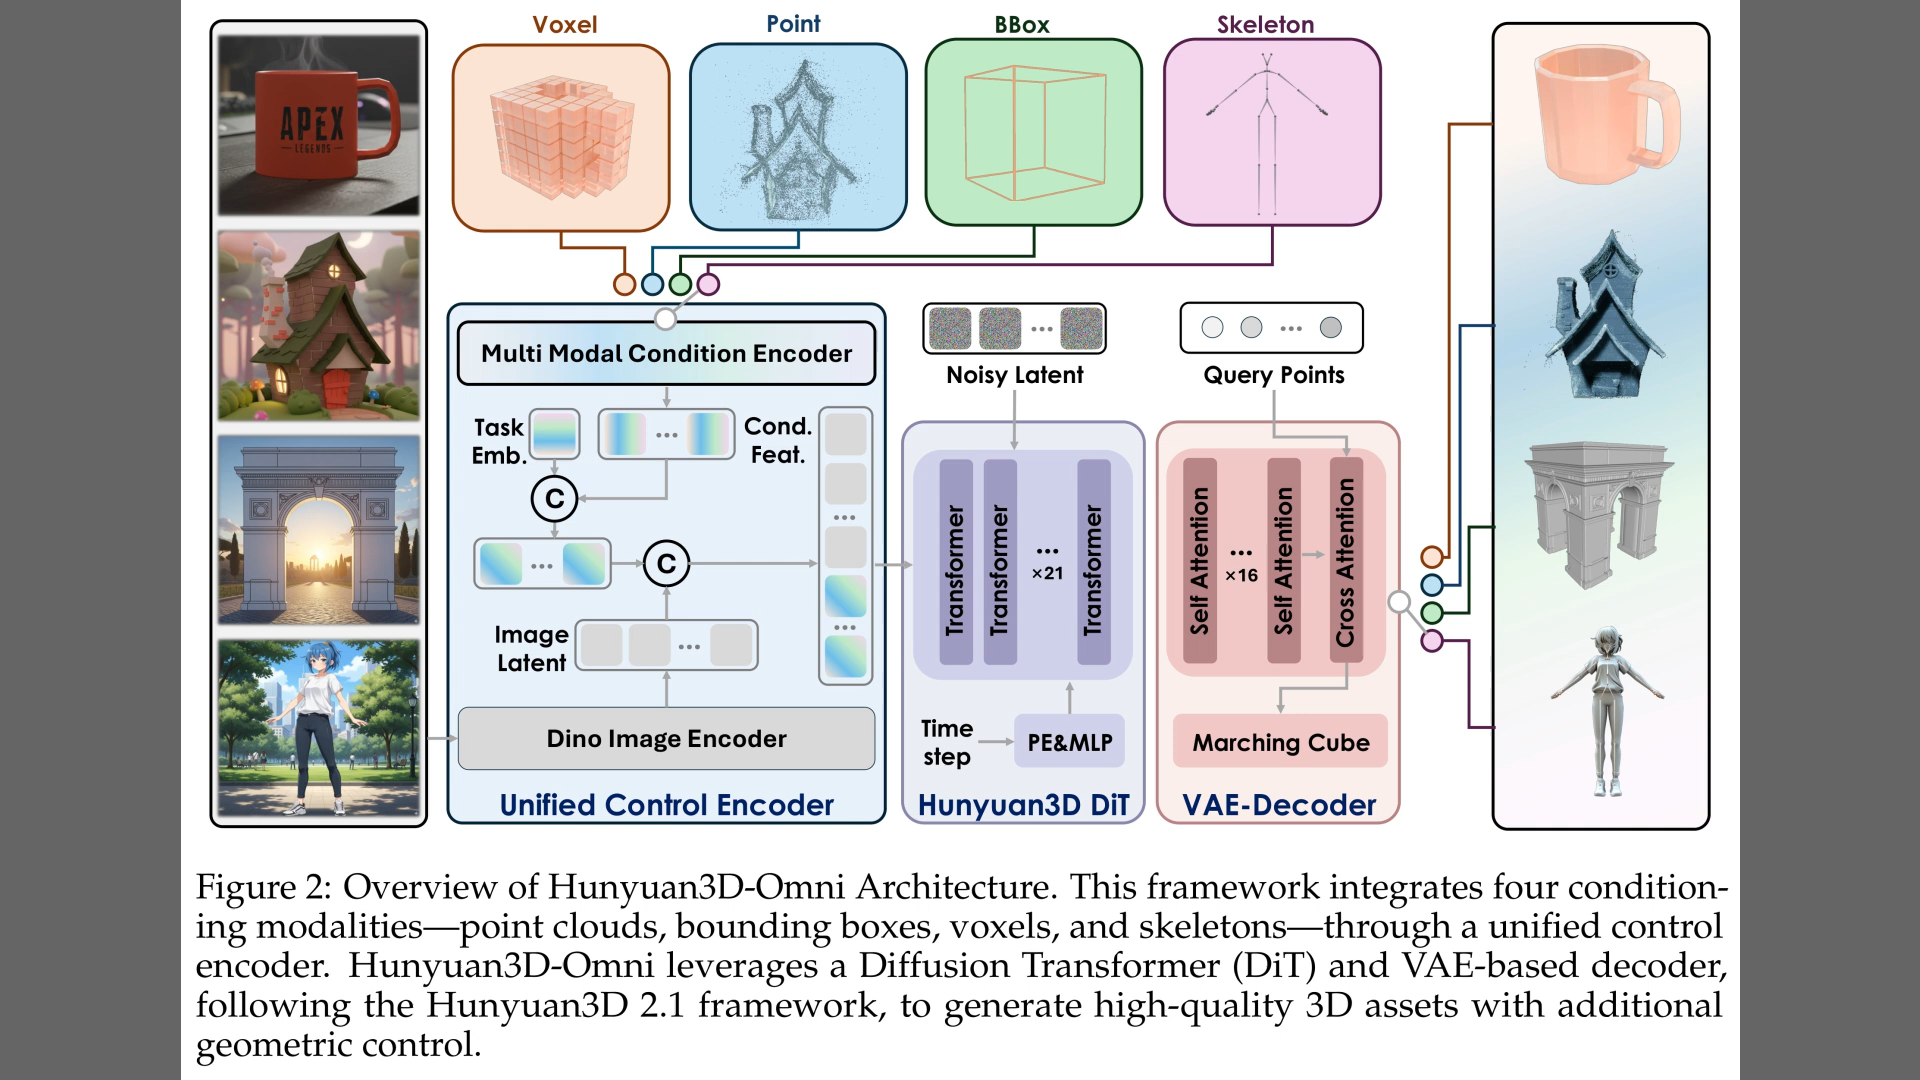 Voxel
Point
BBox
Skeleton
APEX
LEGENDS
Multi Modal Condition Encoder
Task
Emb.
...
Cond.
Feat.
C
...
C
...
Image
Latent
...
...
Dino Image Encoder
Unified Control Encoder
...
Noisy Latent
Transformer
Transformer
...
×21
Transformer
Time
step
PE&MLP
Hunyuan3D DiT
...
Query Points
Self Attention
...
×16
Self Attention
Cross Attention
Marching Cube
VAE-Decoder
Figure 2: Overview of Hunyuan3D-Omni Architecture. This framework integrates four condition-
ing modalities—point clouds, bounding boxes, voxels, and skeletons—through a unified control
encoder. Hunyuan3D-Omni leverages a Diffusion Transformer (DiT) and VAE-based decoder,
following the Hunyuan3D 2.1 framework, to generate high-quality 3D assets with additional
geometric control.